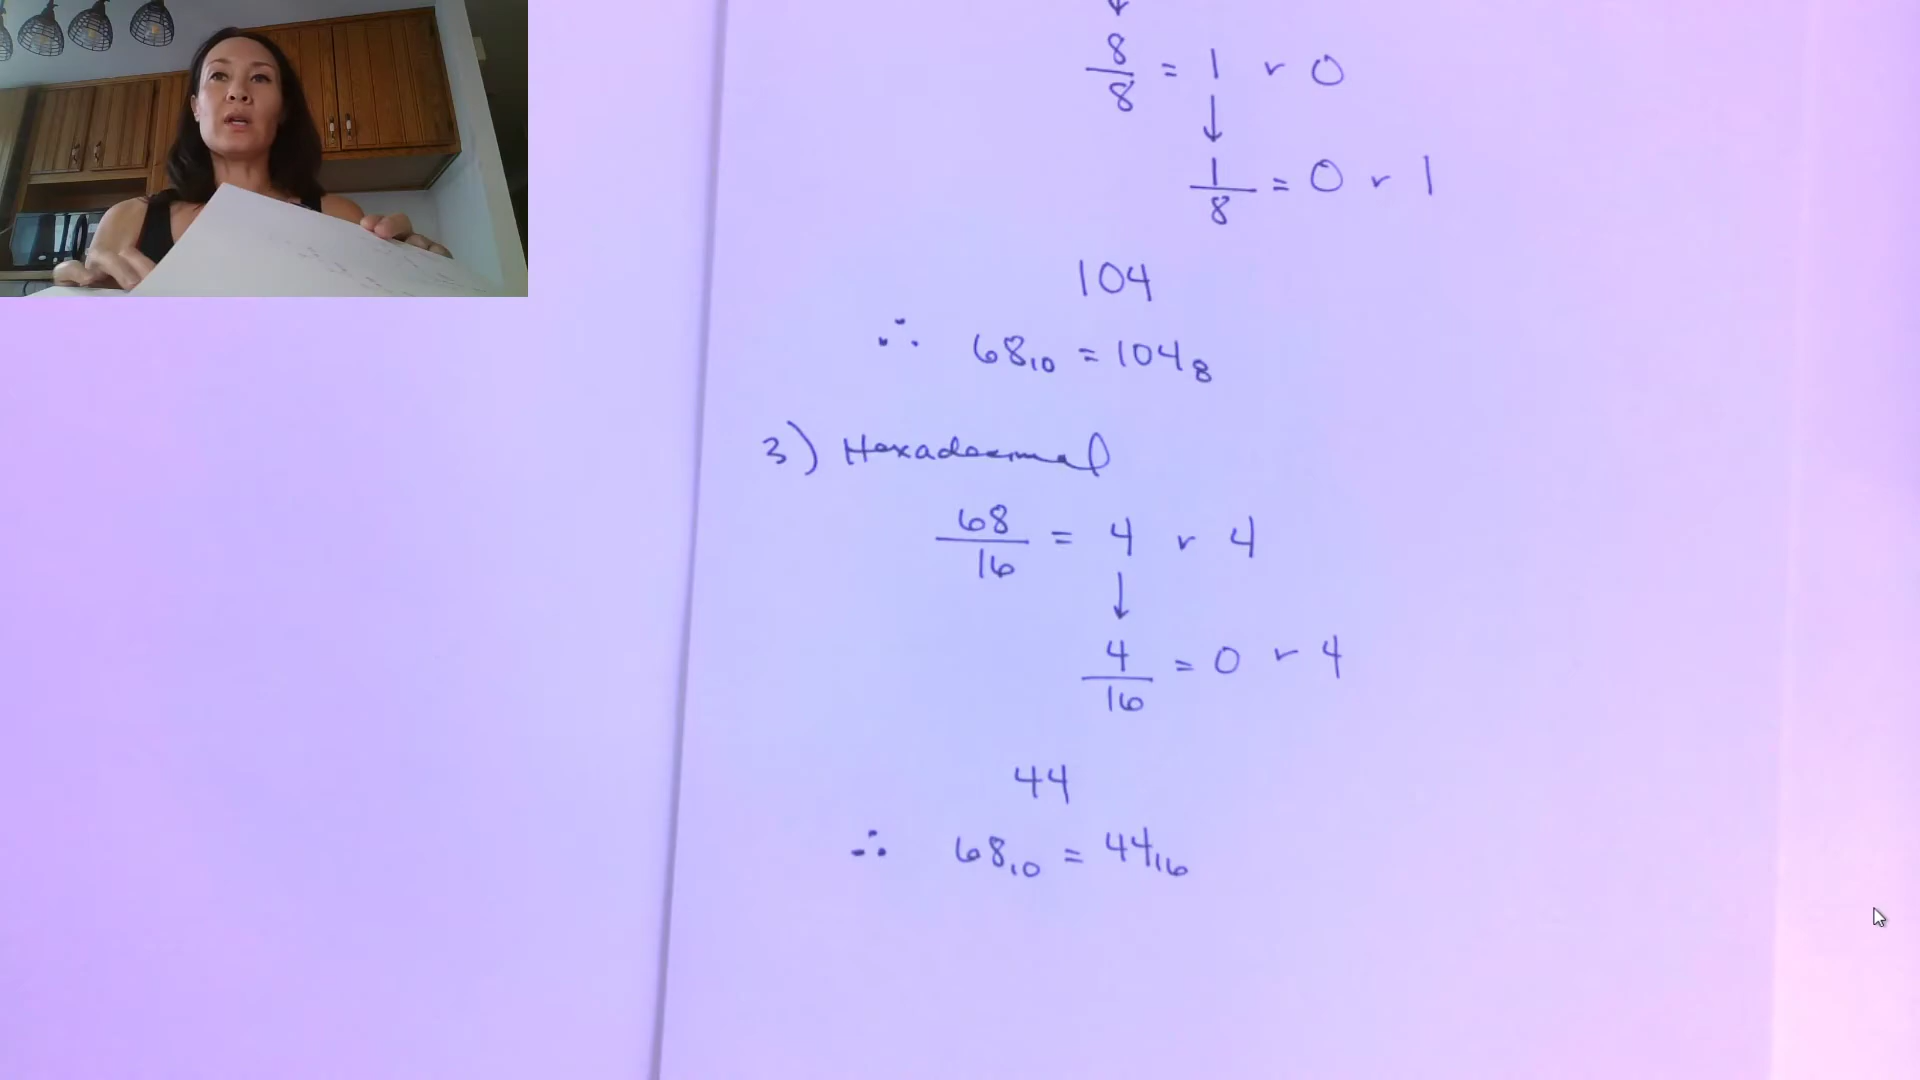 8/8 = 1 r 0
1/8 = 0 r 1
104
∴ 68₁₀ = 104₈
3) Hexadecimal
68/16 = 4 r 4
4/16 = 0 r 4
44
∴ 68₁₀ = 44₁₆